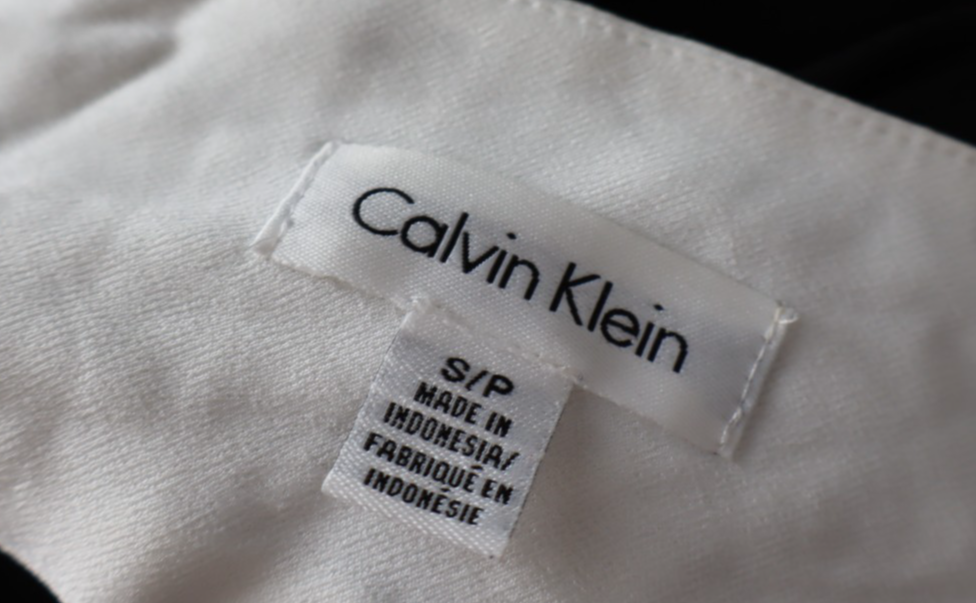 Calvin Klein
S/P
MADE IN
INDONESIA/
FABRIQUÉ EN
INDONÉSIE